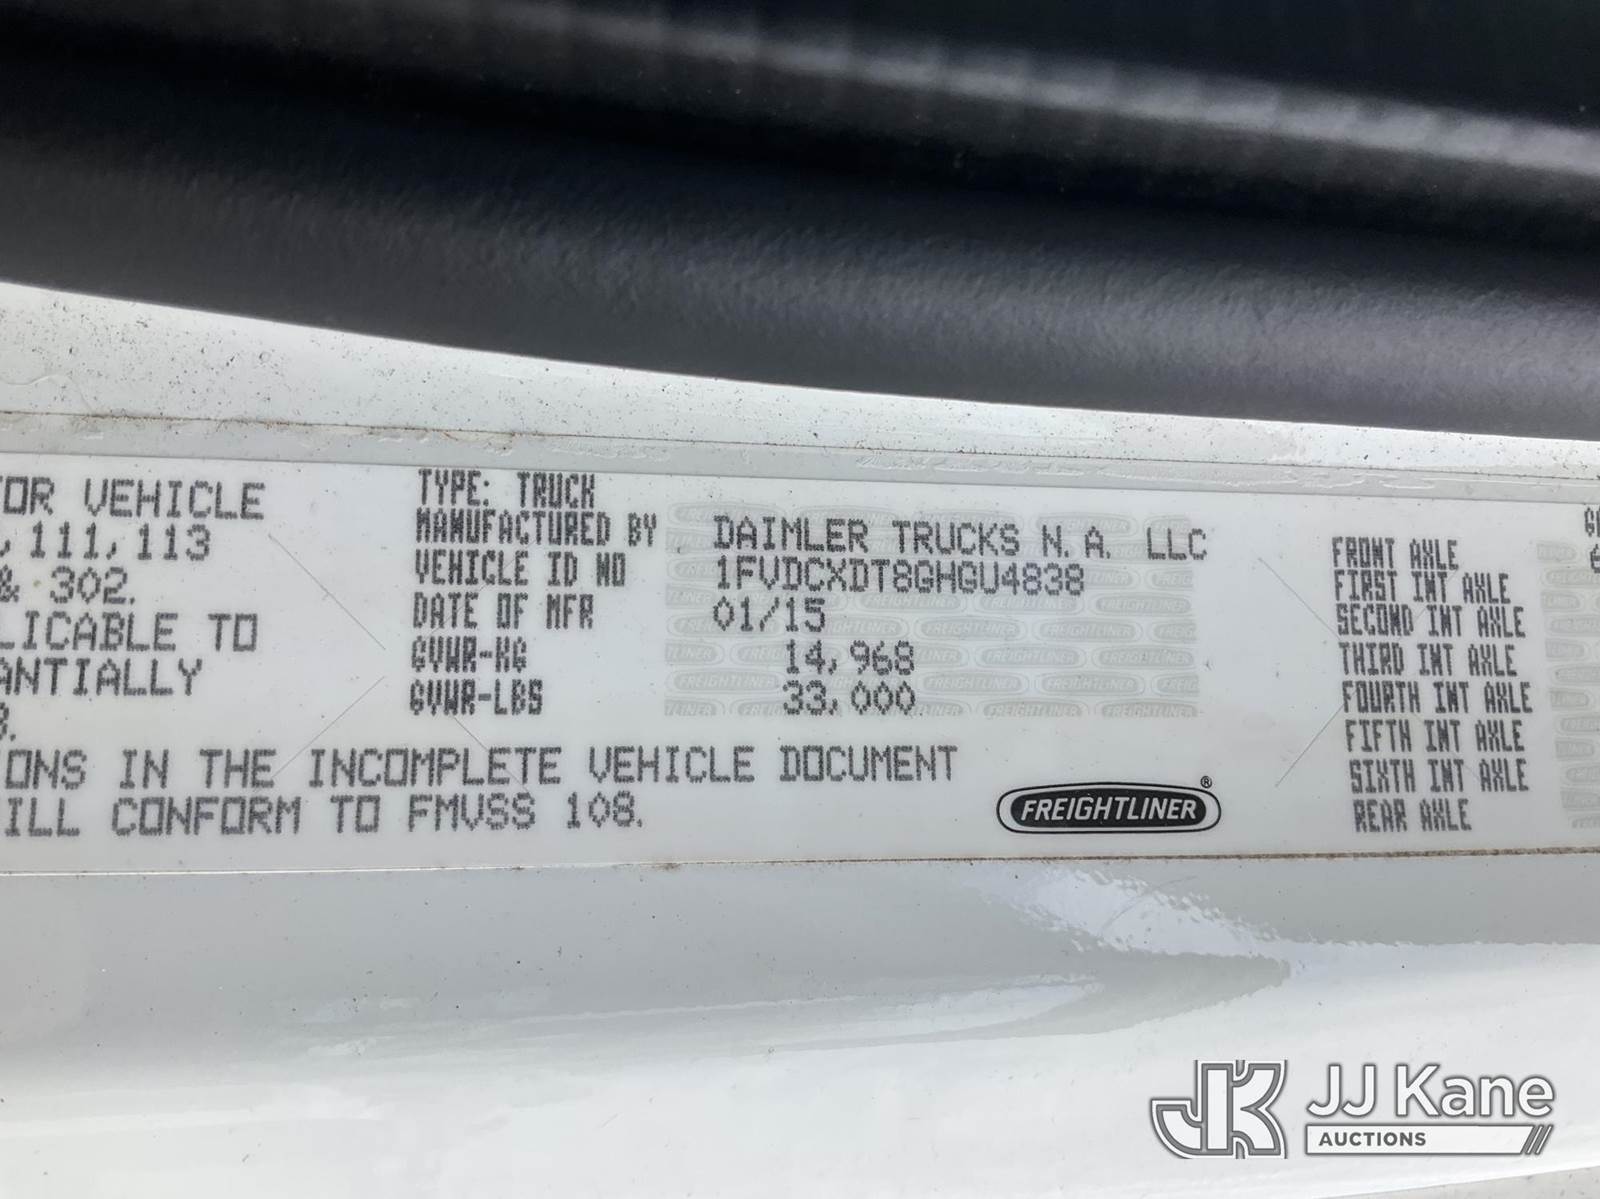 OR VEHICLE
, 111, 113
& 302.
LICABLE TO
ANTIALLY
ONS IN THE INCOMPLETE VEHICLE DOCUMENT
ILL CONFORM TO FMVSS 108.
TYPE: TRUCK
MANUFACTURED BY DAIMLER TRUCKS N.A. LLC
VEHICLE ID NO 1FVDCXDT8GHGU4838
DATE OF MFR 01/15
GVWR-KG 14,968
GVWR-LBS 33,000
FREIGHTLINER®
FRONT AXLE
FIRST INT AXLE
SECOND INT AXLE
THIRD INT AXLE
FOURTH INT AXLE
FIFTH INT AXLE
SIXTH INT AXLE
REAR AXLE
JK JJ Kane
AUCTIONS